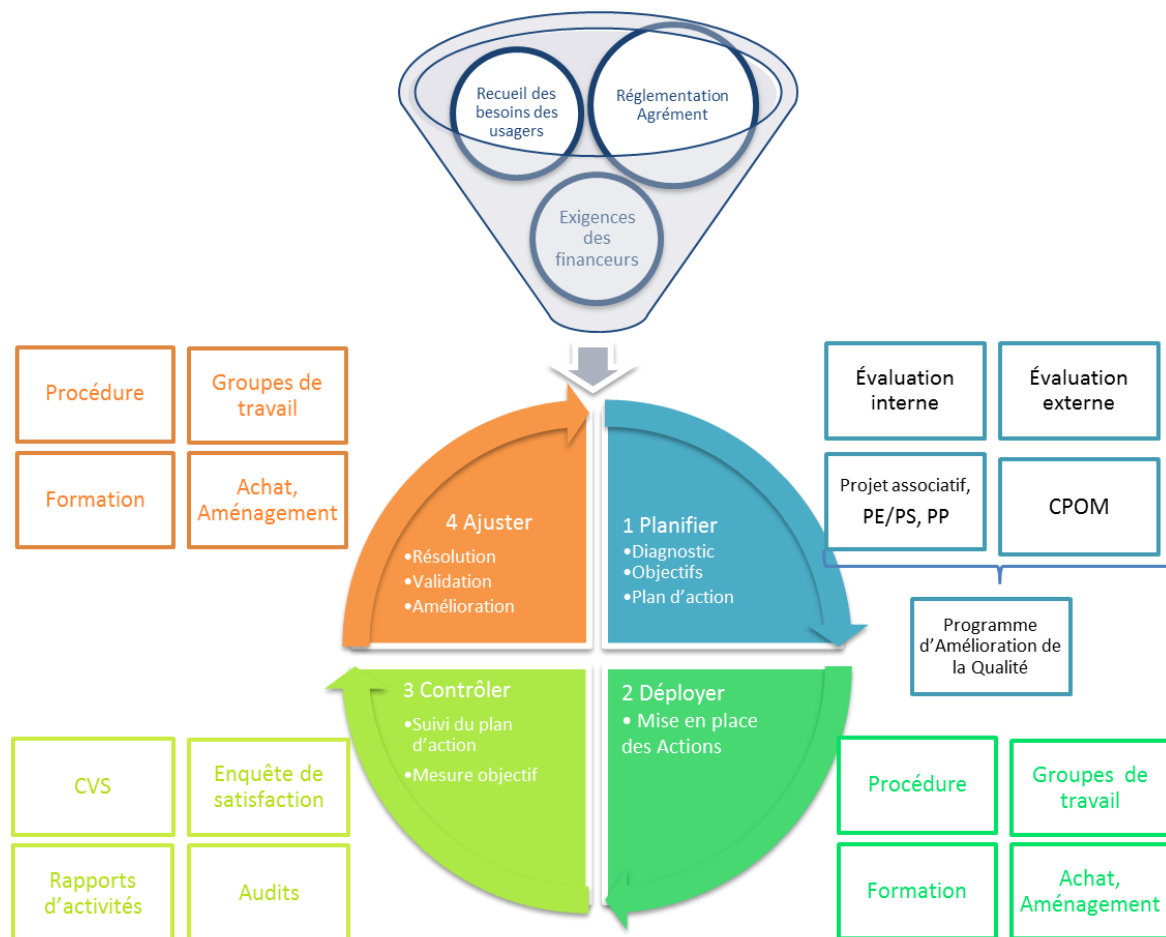 Recueil des
besoins des
usagers
Réglementation
Agrément
Exigences
des
financeurs
Procédure
Groupes de
travail
Formation
Achat,
Aménagement
Évaluation
interne
Évaluation
externe
Projet associatif,
PE/PS, PP
CPOM
Programme
d’Amélioration de
la Qualité
4 Ajuster
•Résolution
•Validation
•Amélioration
1 Planifier
•Diagnostic
•Objectifs
•Plan d’action
3 Contrôler
•Suivi du plan
d’action
•Mesure objectif
2 Déployer
• Mise en place
des Actions
CVS
Enquête de
satisfaction
Rapports
d’activités
Audits
Procédure
Groupes de
travail
Formation
Achat,
Aménagement